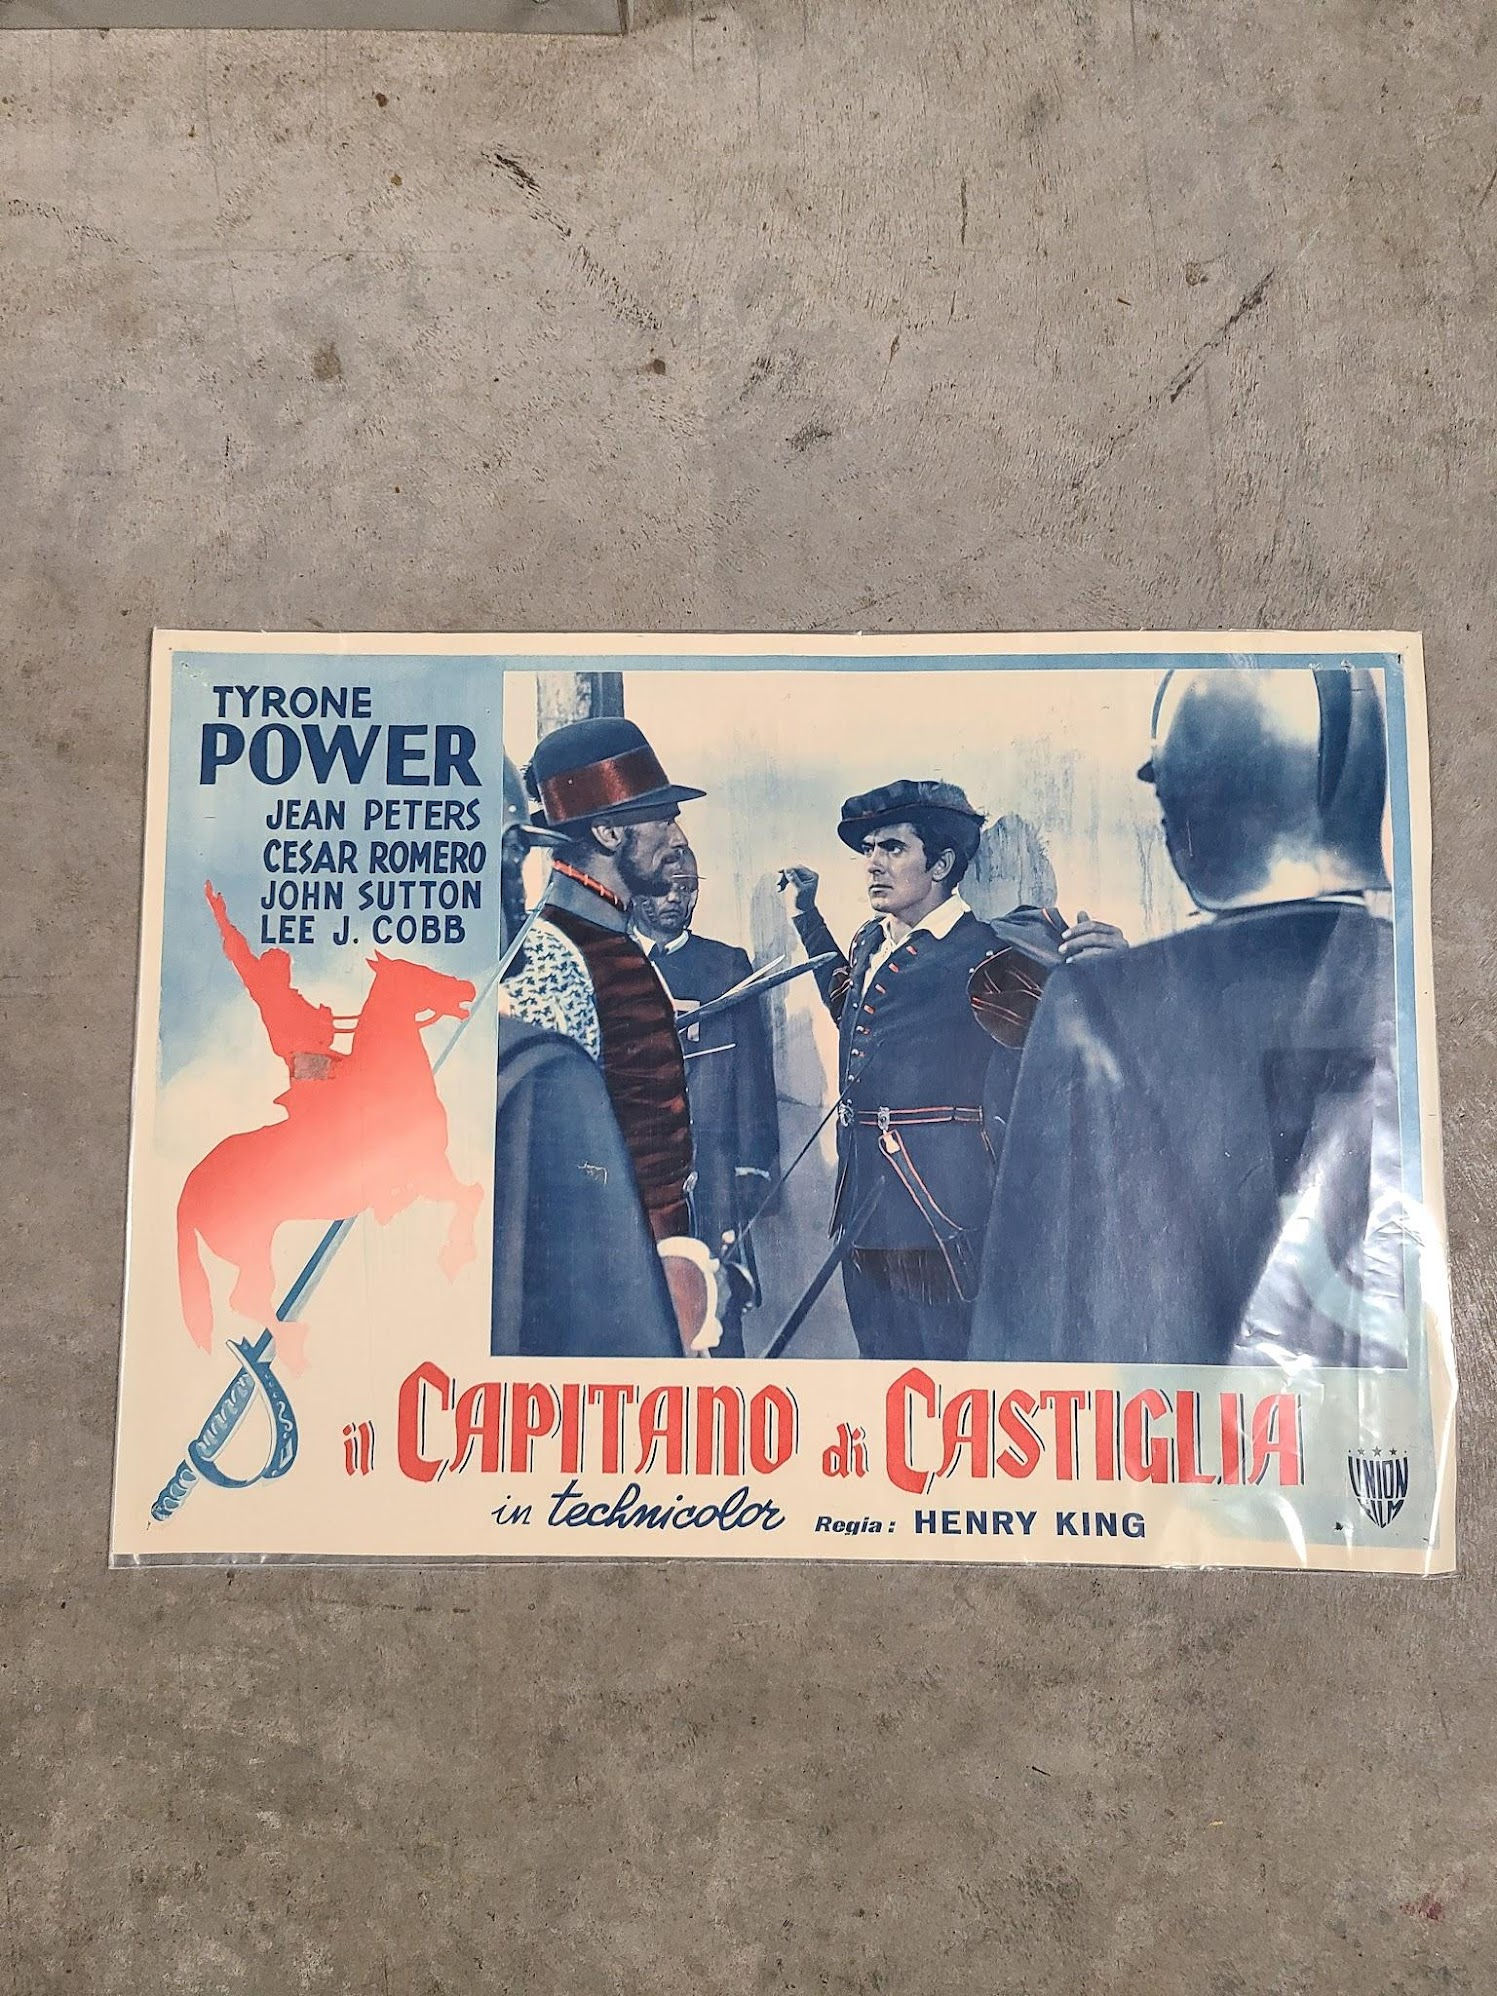 TYRONE
POWER
JEAN PETERS
CESAR ROMERO
JOHN SUTTON
LEE J. COBB
il CAPITANO di CASTIGLIA
in technicolor Regia: HENRY KING
UNION
FILM